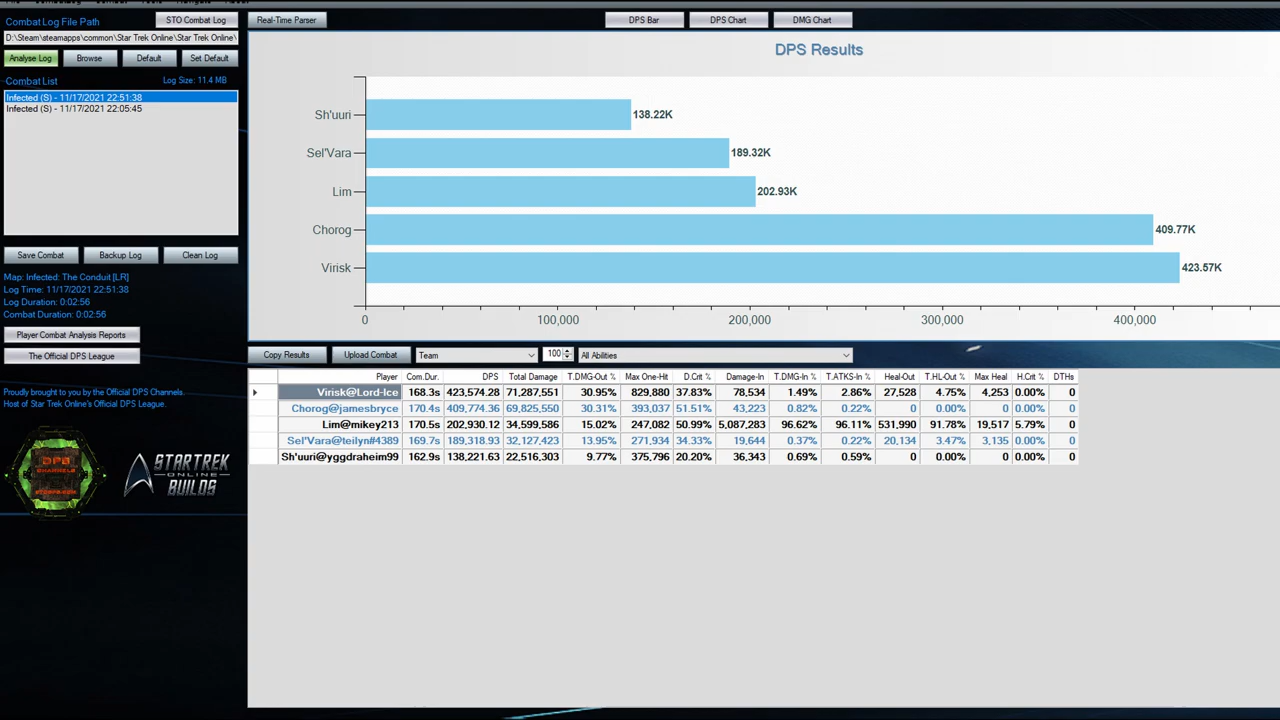 Combat Log File Path
STO Combat Log
D:\Steam\steamapps\common\Star Trek Online\Star Trek Online\
Analyse Log
Browse
Default
Set Default
Combat List
Log Size: 11.4 MB
Infected (S) - 11/17/2021 22:51:38
Infected (S) - 11/17/2021 22:05:45
Save Combat
Backup Log
Clean Log
Map: Infected: The Conduit [LR]
Log Time: 11/17/2021 22:51:38
Log Duration: 0:02:56
Combat Duration: 0:02:56
Player Combat Analysis Reports
The Official DPS League
Proudly brought to you by the Official DPS Channels.
Host of Star Trek Online's Official DPS League.
DPS
CHANNELS
STARTREK
ONLINE
BUILDS
Real-Time Parser
DPS Bar
DPS Chart
DMG Chart
DPS Results
Sh'uuri 138.22K
Sel'Vara 189.32K
Lim 202.93K
Chorog 409.77K
Virisk 423.57K
0 100,000 200,000 300,000 400,000
Copy Results
Upload Combat
Team
100
All Abilities
Player Com.Dur. DPS Total Damage T.DMG-Out % Max One-Hit D.Crit % Damage-In T.DMG-In % T.ATKS-In % Heal-Out T.HL-Out % Max Heal H.Crit % DTHs
Virisk@Lord-Ice 168.3s 423,574.28 71,287,551 30.95% 829,880 37.83% 78,534 1.49% 2.86% 27,528 4.75% 4,253 0.00% 0
Chorog@jamesbryce 170.4s 409,774.36 69,825,550 30.31% 393,037 51.51% 43,223 0.82% 0.22% 0 0.00% 0 0.00% 0
Lim@mikey213 170.5s 202,930.12 34,599,586 15.02% 247,082 50.99% 5,087,283 96.62% 96.11% 531,990 91.78% 19,517 5.79% 0
Sel'Vara@teilyn#4389 169.7s 189,318.93 32,127,423 13.95% 271,934 34.33% 19,644 0.37% 0.22% 20,134 3.47% 3,135 0.00% 0
Sh'uuri@yggdraheim99 162.9s 138,221.63 22,516,303 9.77% 375,796 20.20% 36,343 0.69% 0.59% 0 0.00% 0 0.00% 0